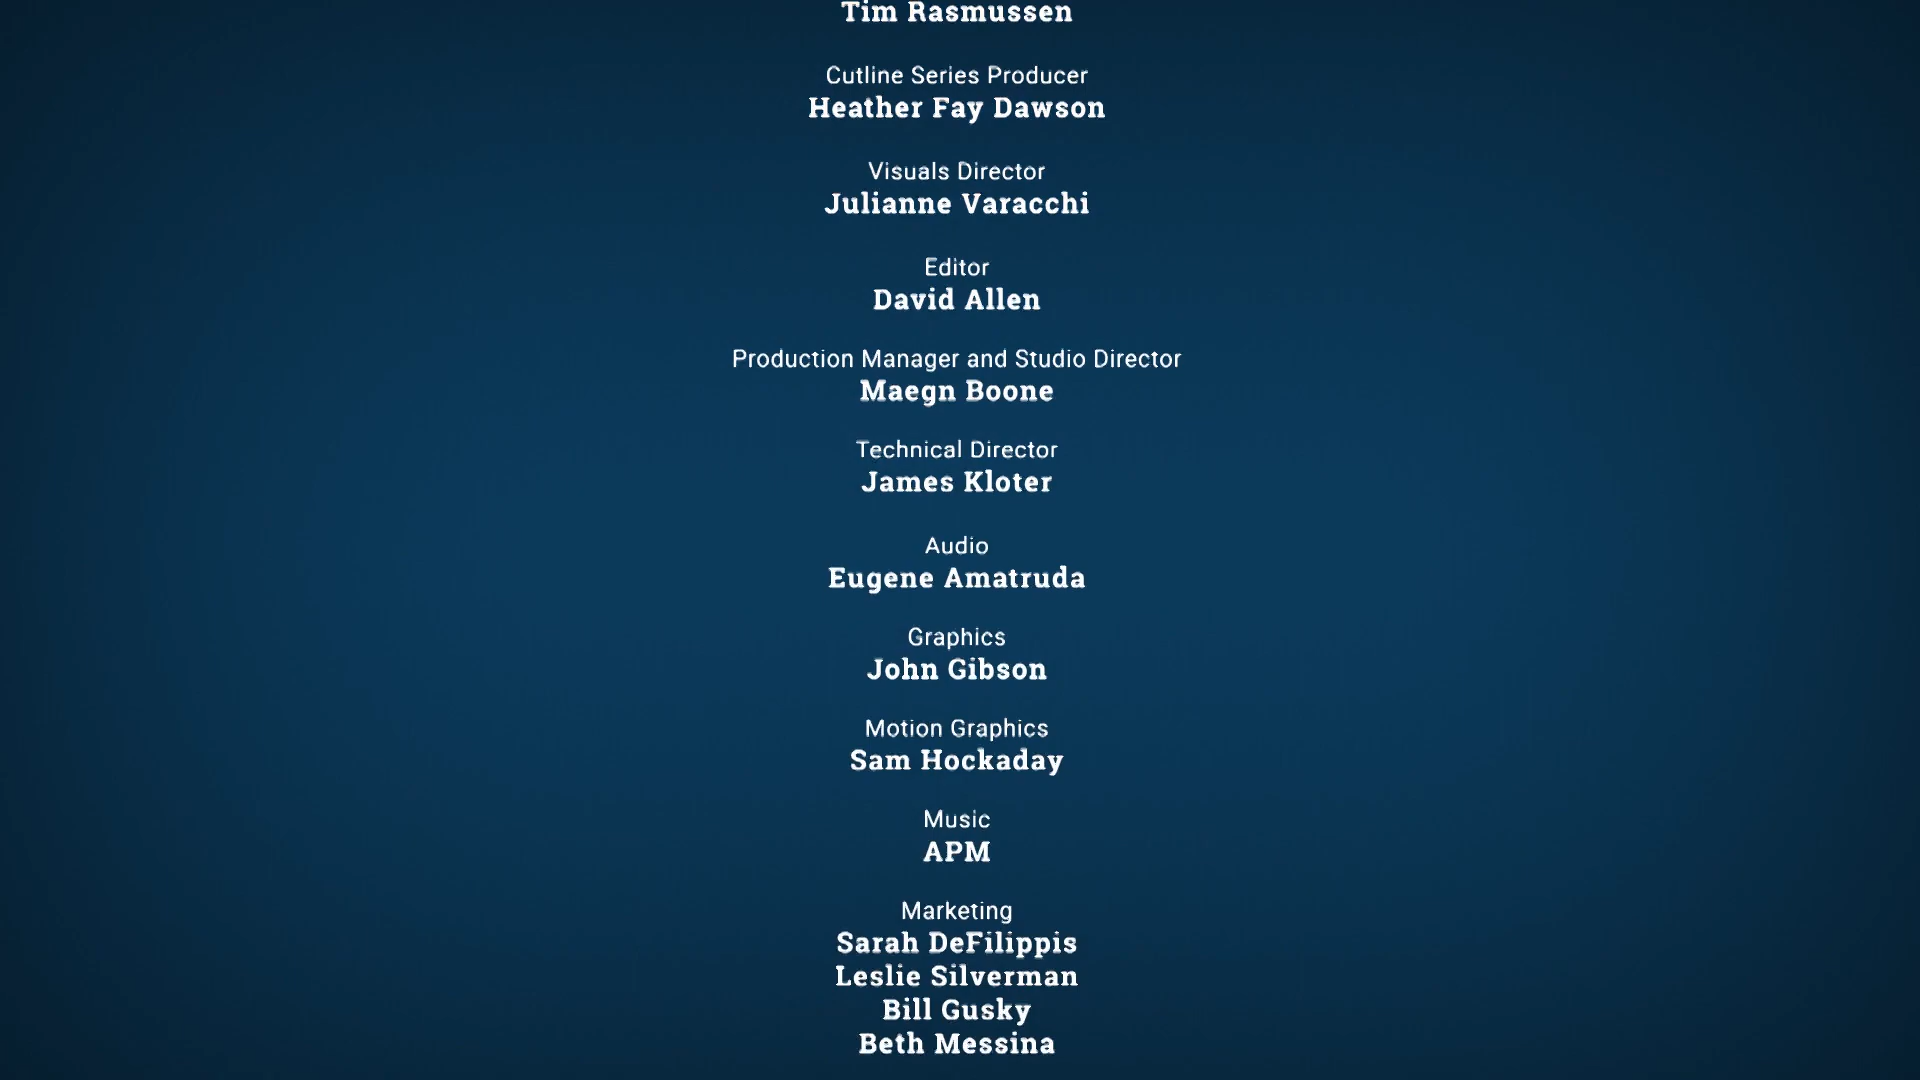 Tim Rasmussen
Cutline Series Producer
Heather Fay Dawson
Visuals Director
Julianne Varacchi
Editor
David Allen
Production Manager and Studio Director
Maegn Boone
Technical Director
James Kloter
Audio
Eugene Amatruda
Graphics
John Gibson
Motion Graphics
Sam Hockaday
Music
APM
Marketing
Sarah DeFilippis
Leslie Silverman
Bill Gusky
Beth Messina